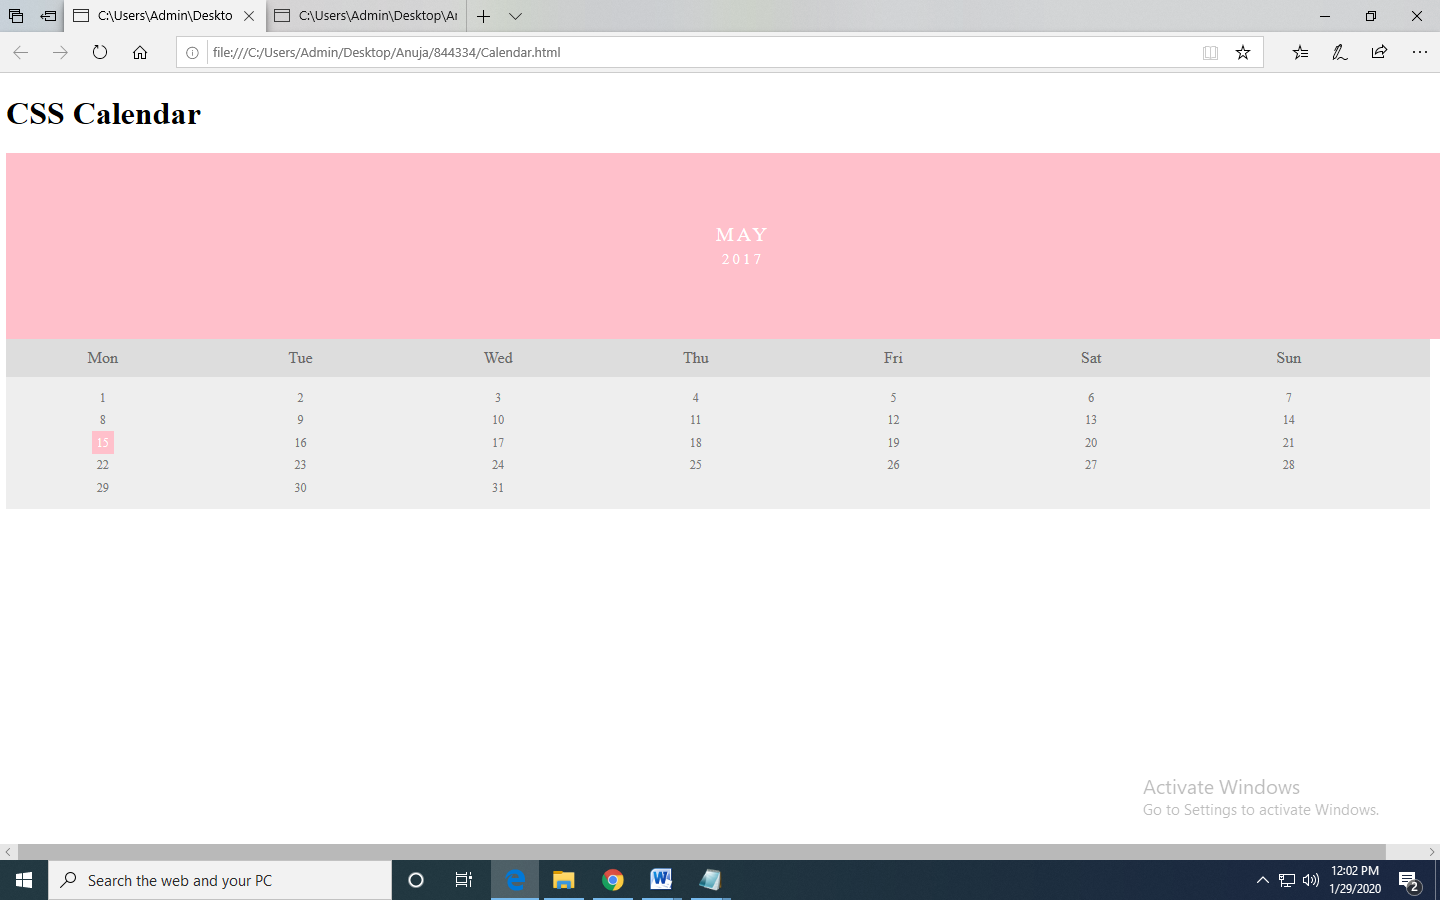 C:\Users\Admin\Deskto
C:\Users\Admin\Desktop\Ar
file:///C:/Users/Admin/Desktop/Anuja/844334/Calendar.html
CSS Calendar
MAY
2017
Mon Tue Wed Thu Fri Sat Sun
1 2 3 4 5 6 7
8 9 10 11 12 13 14
15 16 17 18 19 20 21
22 23 24 25 26 27 28
29 30 31
Activate Windows
Go to Settings to activate Windows.
Search the web and your PC
12:02 PM
1/29/2020
2